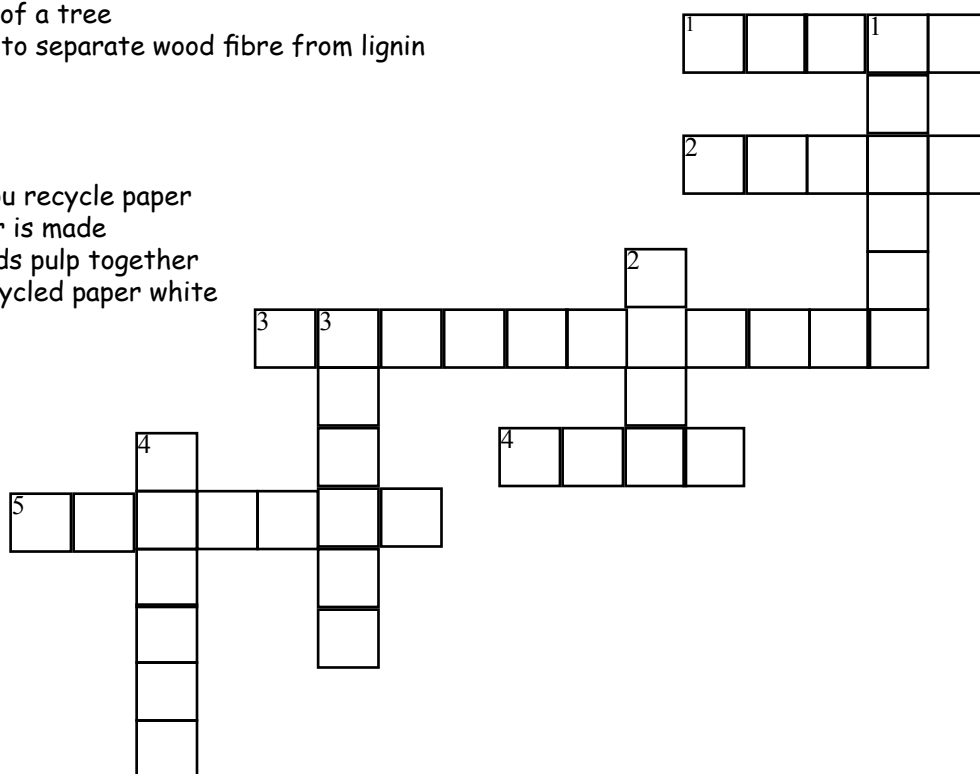 of a tree
to separate wood fibre from lignin
u recycle paper
r is made
ds pulp together
ycled paper white
1 1
2
2
3 3
4
4
5